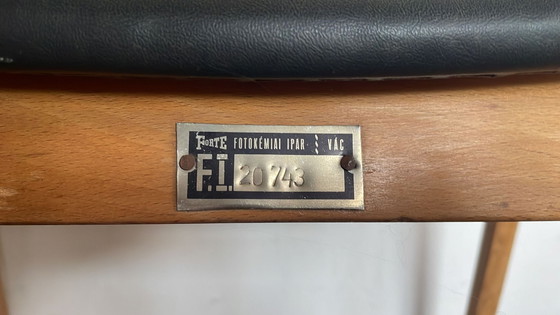 FORTE FOTOKÉMIAI IPAR VÁC
F.I. 20 743